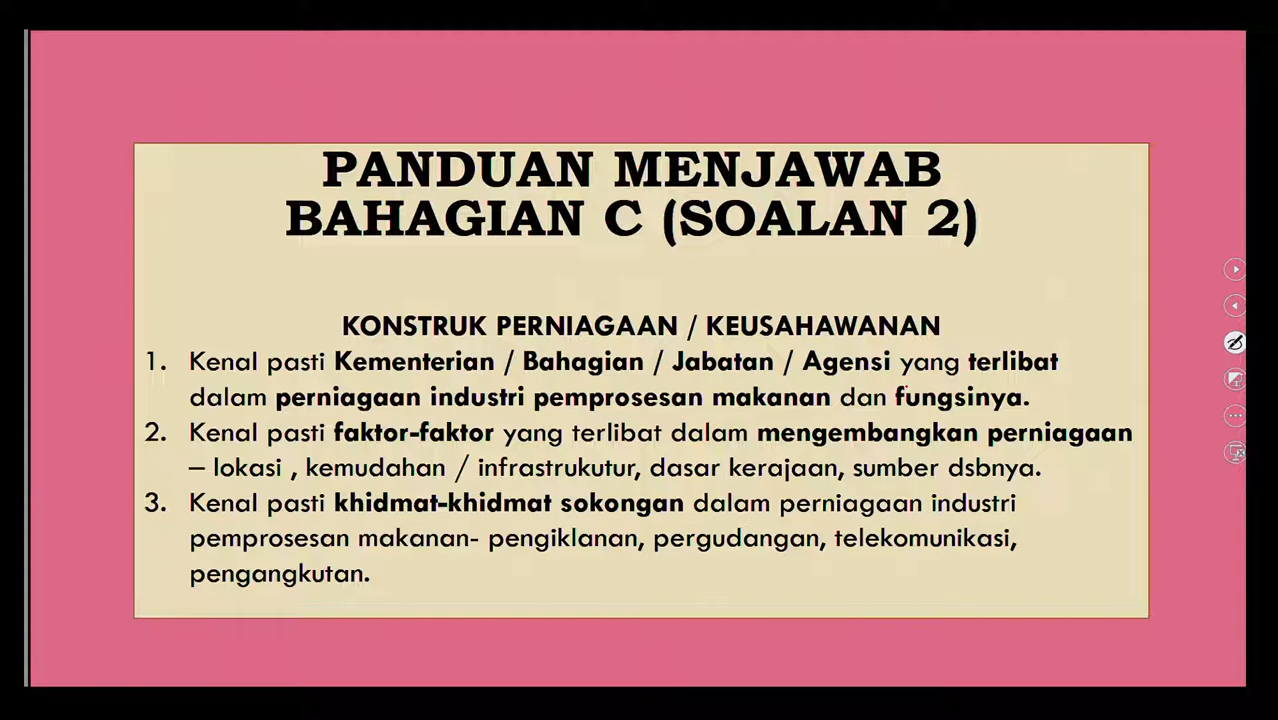 PANDUAN MENJAWAB
BAHAGIAN C (SOALAN 2)
KONSTRUK PERNIAGAAN / KEUSAHAWANAN
1. Kenal pasti Kementerian / Bahagian / Jabatan / Agensi yang terlibat
dalam perniagaan industri pemprosesan makanan dan fungsinya.
2. Kenal pasti faktor-faktor yang terlibat dalam mengembangkan perniagaan
– lokasi , kemudahan / infrastrukutur, dasar kerajaan, sumber dsbnya.
3. Kenal pasti khidmat-khidmat sokongan dalam perniagaan industri
pemprosesan makanan- pengiklanan, pergudangan, telekomunikasi,
pengangkutan.